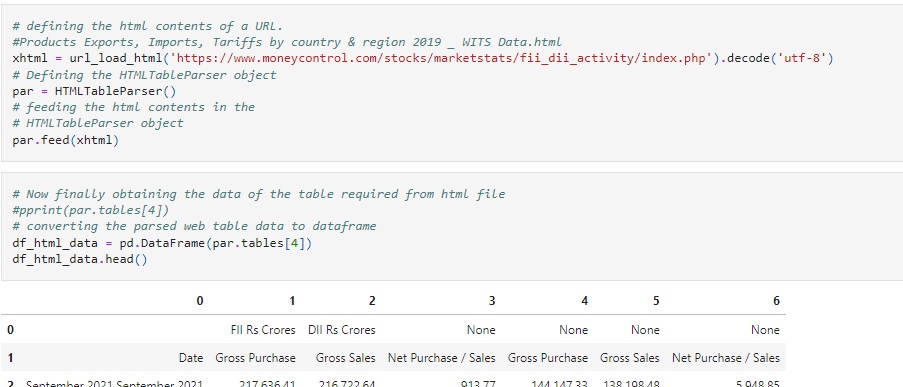 # defining the html contents of a URL.
#Products Exports, Imports, Tariffs by country & region 2019 _ WITS Data.html
xhtml = url_load_html('https://www.moneycontrol.com/stocks/marketstats/fii_dii_activity/index.php').decode('utf-8')
# Defining the HTMLTableParser object
par = HTMLTableParser()
# feeding the html contents in the
# HTMLTableParser object
par.feed(xhtml)
# Now finally obtaining the data of the table required from html file
#pprint(par.tables[4])
# converting the parsed web table data to dataframe
df_html_data = pd.DataFrame(par.tables[4])
df_html_data.head()
0 1 2 3 4 5 6
0 FII Rs Crores DII Rs Crores None None None None
1 Date Gross Purchase Gross Sales Net Purchase / Sales Gross Purchase Gross Sales Net Purchase / Sales
2 September 2021 September 2021 217,636.41 216,722.64 913.77 144,147.33 138,198.48 5,948.85